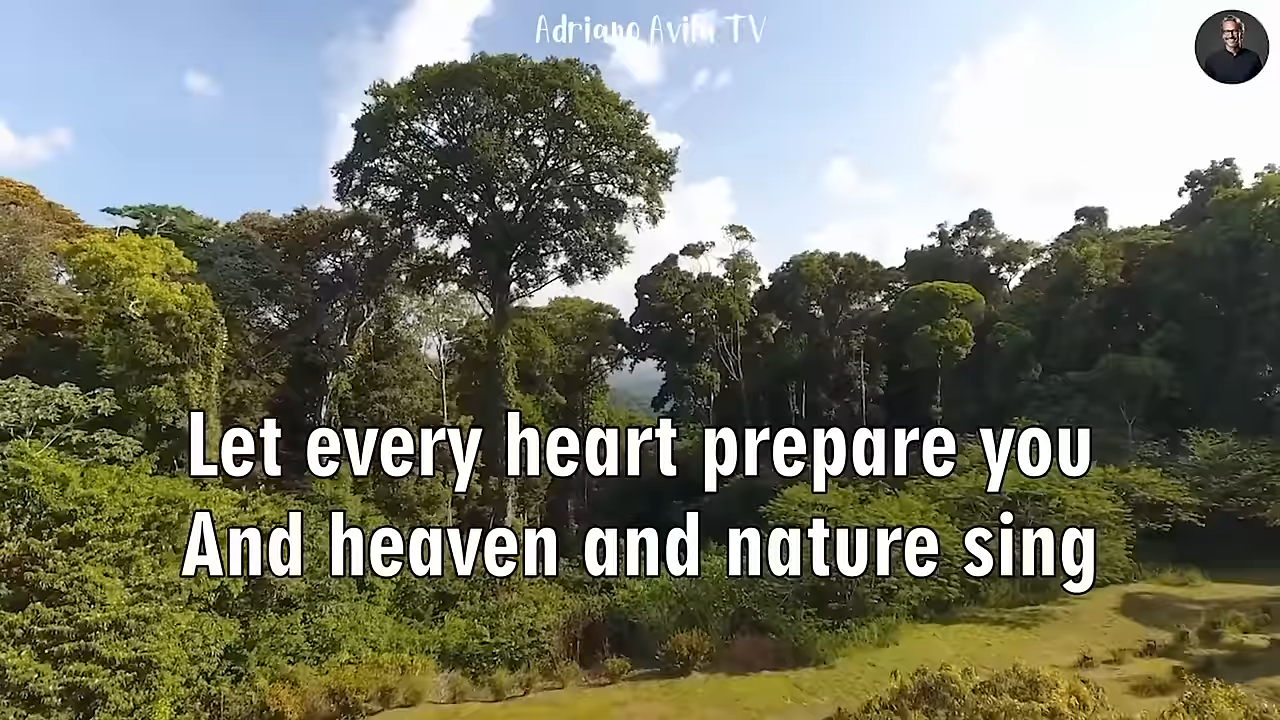 Adriano Avila TV
Let every heart prepare you
And heaven and nature sing